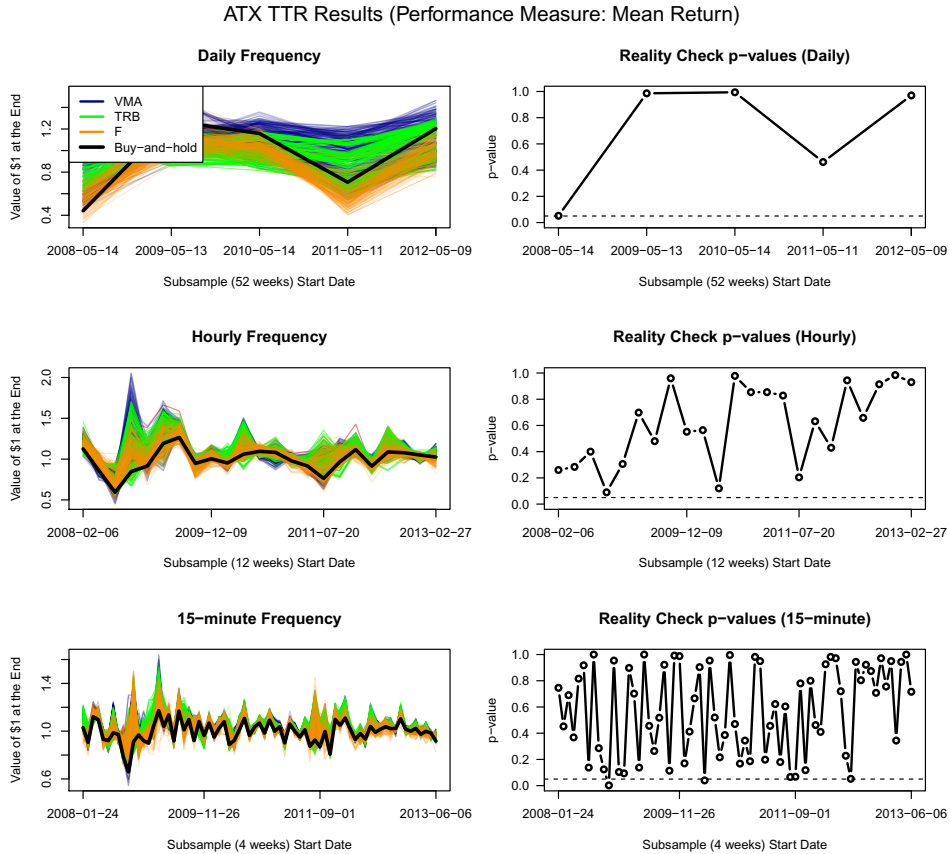 ATX TTR Results (Performance Measure: Mean Return)
Daily Frequency
Value of $1 at the End
0.4
0.8
1.2
VMA
TRB
F
Buy−and−hold
2008−05−14
2009−05−13
2010−05−14
2011−05−11
2012−05−09
Subsample (52 weeks) Start Date
Reality Check p−values (Daily)
p−value
0.0
0.2
0.4
0.6
0.8
1.0
2008−05−14
2009−05−13
2010−05−14
2011−05−11
2012−05−09
Subsample (52 weeks) Start Date
Hourly Frequency
Value of $1 at the End
0.5
1.0
1.5
2.0
2008−02−06
2009−12−09
2011−07−20
2013−02−27
Subsample (12 weeks) Start Date
Reality Check p−values (Hourly)
p−value
0.0
0.2
0.4
0.6
0.8
1.0
2008−02−06
2009−12−09
2011−07−20
2013−02−27
Subsample (12 weeks) Start Date
15−minute Frequency
Value of $1 at the End
0.6
1.0
1.4
2008−01−24
2009−11−26
2011−09−01
2013−06−06
Subsample (4 weeks) Start Date
Reality Check p−values (15−minute)
p−value
0.0
0.2
0.4
0.6
0.8
1.0
2008−01−24
2009−11−26
2011−09−01
2013−06−06
Subsample (4 weeks) Start Date